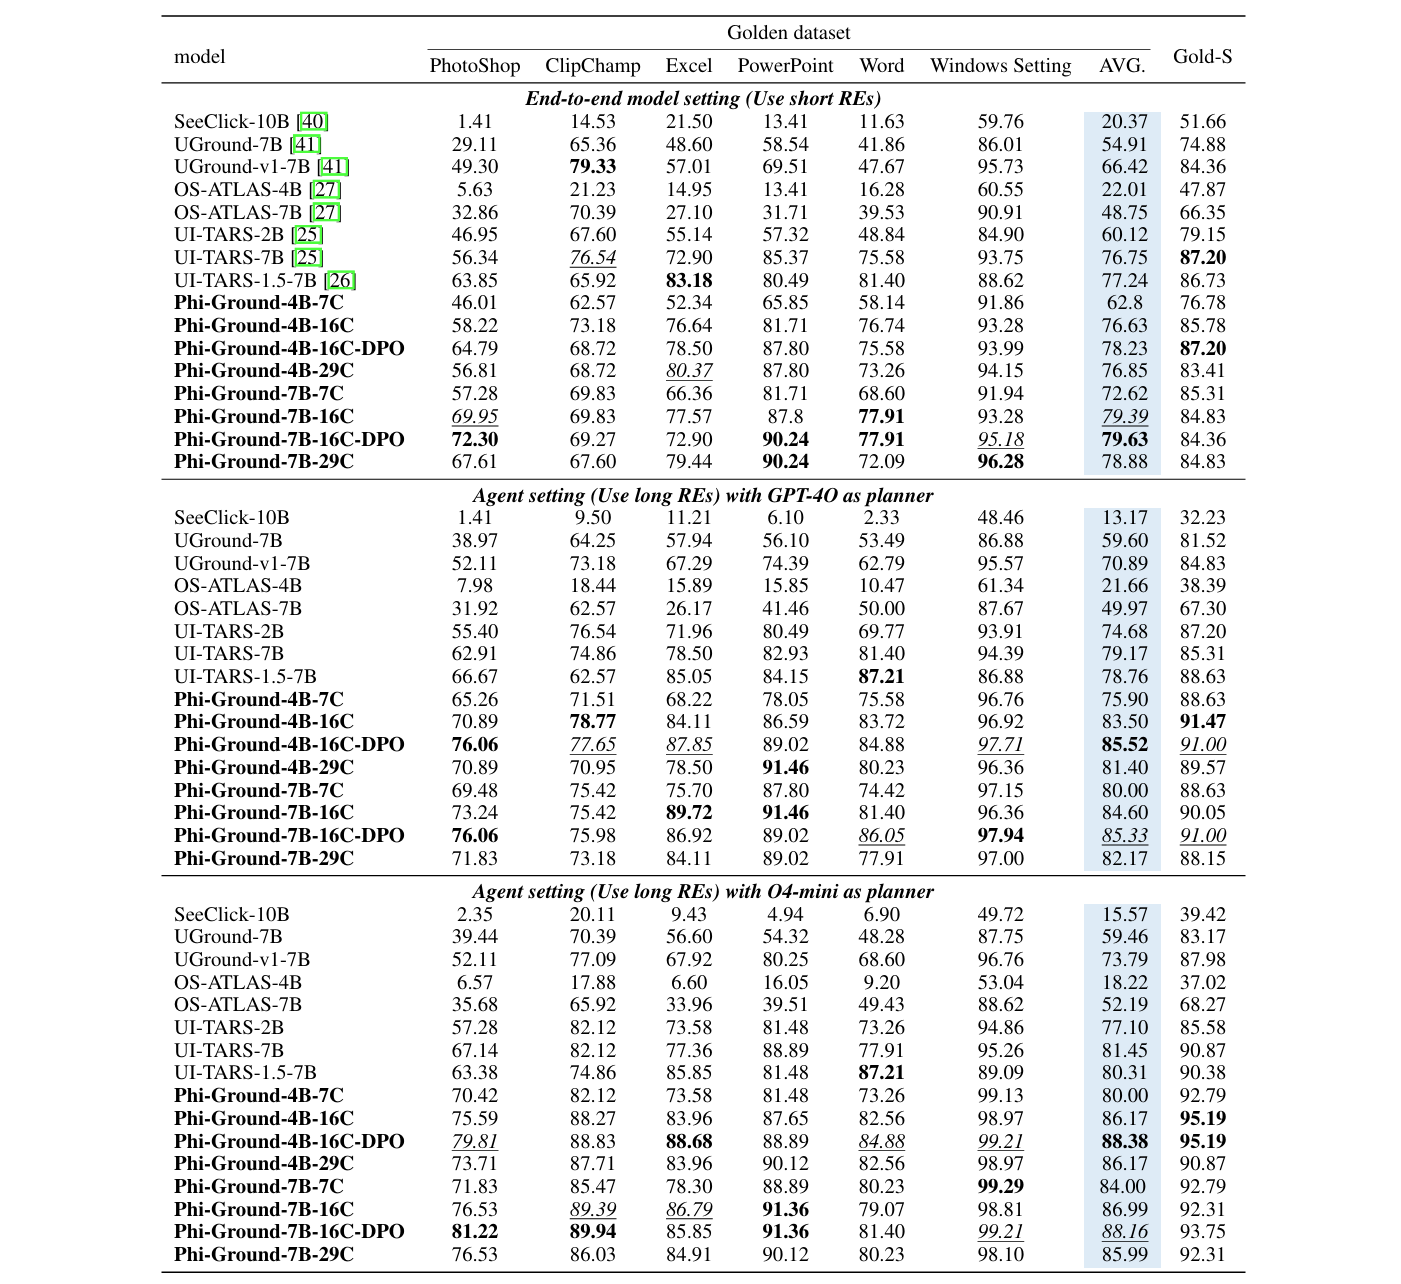 Golden dataset
model Gold-S
PhotoShop ClipChamp Excel PowerPoint Word Windows Setting AVG.
End-to-end model setting (Use short REs)
SeeClick-10B [40] 1.41 14.53 21.50 13.41 11.63 59.76 20.37 51.66
UGround-7B [41] 29.11 65.36 48.60 58.54 41.86 86.01 54.91 74.88
UGround-v1-7B [41] 49.30 79.33 57.01 69.51 47.67 95.73 66.42 84.36
OS-ATLAS-4B [27] 5.63 21.23 14.95 13.41 16.28 60.55 22.01 47.87
OS-ATLAS-7B [27] 32.86 70.39 27.10 31.71 39.53 90.91 48.75 66.35
UI-TARS-2B [25] 46.95 67.60 55.14 57.32 48.84 84.90 60.12 79.15
UI-TARS-7B [25] 56.34 76.54 72.90 85.37 75.58 93.75 76.75 87.20
UI-TARS-1.5-7B [26] 63.85 65.92 83.18 80.49 81.40 88.62 77.24 86.73
Phi-Ground-4B-7C 46.01 62.57 52.34 65.85 58.14 91.86 62.8 76.78
Phi-Ground-4B-16C 58.22 73.18 76.64 81.71 76.74 93.28 76.63 85.78
Phi-Ground-4B-16C-DPO 64.79 68.72 78.50 87.80 75.58 93.99 78.23 87.20
Phi-Ground-4B-29C 56.81 68.72 80.37 87.80 73.26 94.15 76.85 83.41
Phi-Ground-7B-7C 57.28 69.83 66.36 81.71 68.60 91.94 72.62 85.31
Phi-Ground-7B-16C 69.95 69.83 77.57 87.8 77.91 93.28 79.39 84.83
Phi-Ground-7B-16C-DPO 72.30 69.27 72.90 90.24 77.91 95.18 79.63 84.36
Phi-Ground-7B-29C 67.61 67.60 79.44 90.24 72.09 96.28 78.88 84.83
Agent setting (Use long REs) with GPT-4O as planner
SeeClick-10B 1.41 9.50 11.21 6.10 2.33 48.46 13.17 32.23
UGround-7B 38.97 64.25 57.94 56.10 53.49 86.88 59.60 81.52
UGround-v1-7B 52.11 73.18 67.29 74.39 62.79 95.57 70.89 84.83
OS-ATLAS-4B 7.98 18.44 15.89 15.85 10.47 61.34 21.66 38.39
OS-ATLAS-7B 31.92 62.57 26.17 41.46 50.00 87.67 49.97 67.30
UI-TARS-2B 55.40 76.54 71.96 80.49 69.77 93.91 74.68 87.20
UI-TARS-7B 62.91 74.86 78.50 82.93 81.40 94.39 79.17 85.31
UI-TARS-1.5-7B 66.67 62.57 85.05 84.15 87.21 86.88 78.76 88.63
Phi-Ground-4B-7C 65.26 71.51 68.22 78.05 75.58 96.76 75.90 88.63
Phi-Ground-4B-16C 70.89 78.77 84.11 86.59 83.72 96.92 83.50 91.47
Phi-Ground-4B-16C-DPO 76.06 77.65 87.85 89.02 84.88 97.71 85.52 91.00
Phi-Ground-4B-29C 70.89 70.95 78.50 91.46 80.23 96.36 81.40 89.57
Phi-Ground-7B-7C 69.48 75.42 75.70 87.80 74.42 97.15 80.00 88.63
Phi-Ground-7B-16C 73.24 75.42 89.72 91.46 81.40 96.36 84.60 90.05
Phi-Ground-7B-16C-DPO 76.06 75.98 86.92 89.02 86.05 97.94 85.33 91.00
Phi-Ground-7B-29C 71.83 73.18 84.11 89.02 77.91 97.00 82.17 88.15
Agent setting (Use long REs) with O4-mini as planner
SeeClick-10B 2.35 20.11 9.43 4.94 6.90 49.72 15.57 39.42
UGround-7B 39.44 70.39 56.60 54.32 48.28 87.75 59.46 83.17
UGround-v1-7B 52.11 77.09 67.92 80.25 68.60 96.76 73.79 87.98
OS-ATLAS-4B 6.57 17.88 6.60 16.05 9.20 53.04 18.22 37.02
OS-ATLAS-7B 35.68 65.92 33.96 39.51 49.43 88.62 52.19 68.27
UI-TARS-2B 57.28 82.12 73.58 81.48 73.26 94.86 77.10 85.58
UI-TARS-7B 67.14 82.12 77.36 88.89 77.91 95.26 81.45 90.87
UI-TARS-1.5-7B 63.38 74.86 85.85 81.48 87.21 89.09 80.31 90.38
Phi-Ground-4B-7C 70.42 82.12 73.58 81.48 73.26 99.13 80.00 92.79
Phi-Ground-4B-16C 75.59 88.27 83.96 87.65 82.56 98.97 86.17 95.19
Phi-Ground-4B-16C-DPO 79.81 88.83 88.68 88.89 84.88 99.21 88.38 95.19
Phi-Ground-4B-29C 73.71 87.71 83.96 90.12 82.56 98.97 86.17 90.87
Phi-Ground-7B-7C 71.83 85.47 78.30 88.89 80.23 99.29 84.00 92.79
Phi-Ground-7B-16C 76.53 89.39 86.79 91.36 79.07 98.81 86.99 92.31
Phi-Ground-7B-16C-DPO 81.22 89.94 85.85 91.36 81.40 99.21 88.16 93.75
Phi-Ground-7B-29C 76.53 86.03 84.91 90.12 80.23 98.10 85.99 92.31